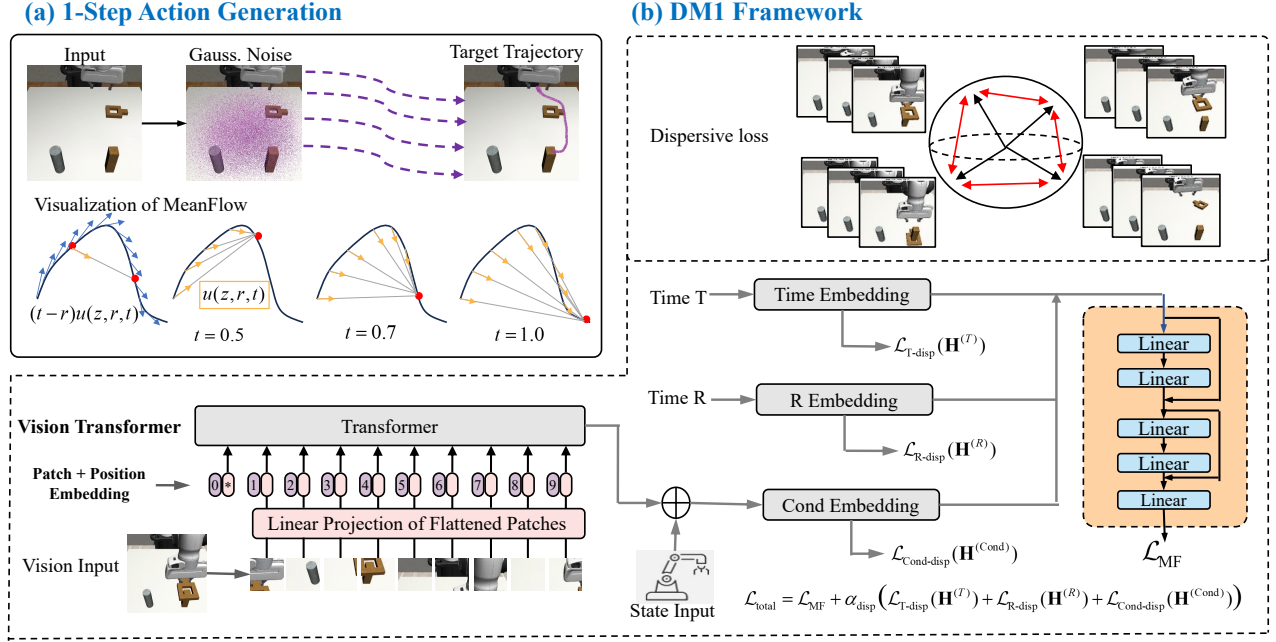 (a) 1-Step Action Generation
Input
Gauss. Noise
Target Trajectory
Visualization of MeanFlow
(t−r)u(z,r,t)
u(z,r,t)
t = 0.5
t = 0.7
t = 1.0
(b) DM1 Framework
Dispersive loss
Time T
Time Embedding
ℒ_T-disp(H^(T))
Time R
R Embedding
ℒ_R-disp(H^(R))
Cond Embedding
ℒ_Cond-disp(H^(Cond))
State Input
Linear
Linear
Linear
Linear
Linear
ℒ_MF
ℒ_total = ℒ_MF + α_disp(ℒ_T-disp(H^(T)) + ℒ_R-disp(H^(R)) + ℒ_Cond-disp(H^(Cond)))
Vision Transformer
Transformer
Patch + Position
Embedding
0 * 1 2 3 4 5 6 7 8 9
Linear Projection of Flattened Patches
Vision Input